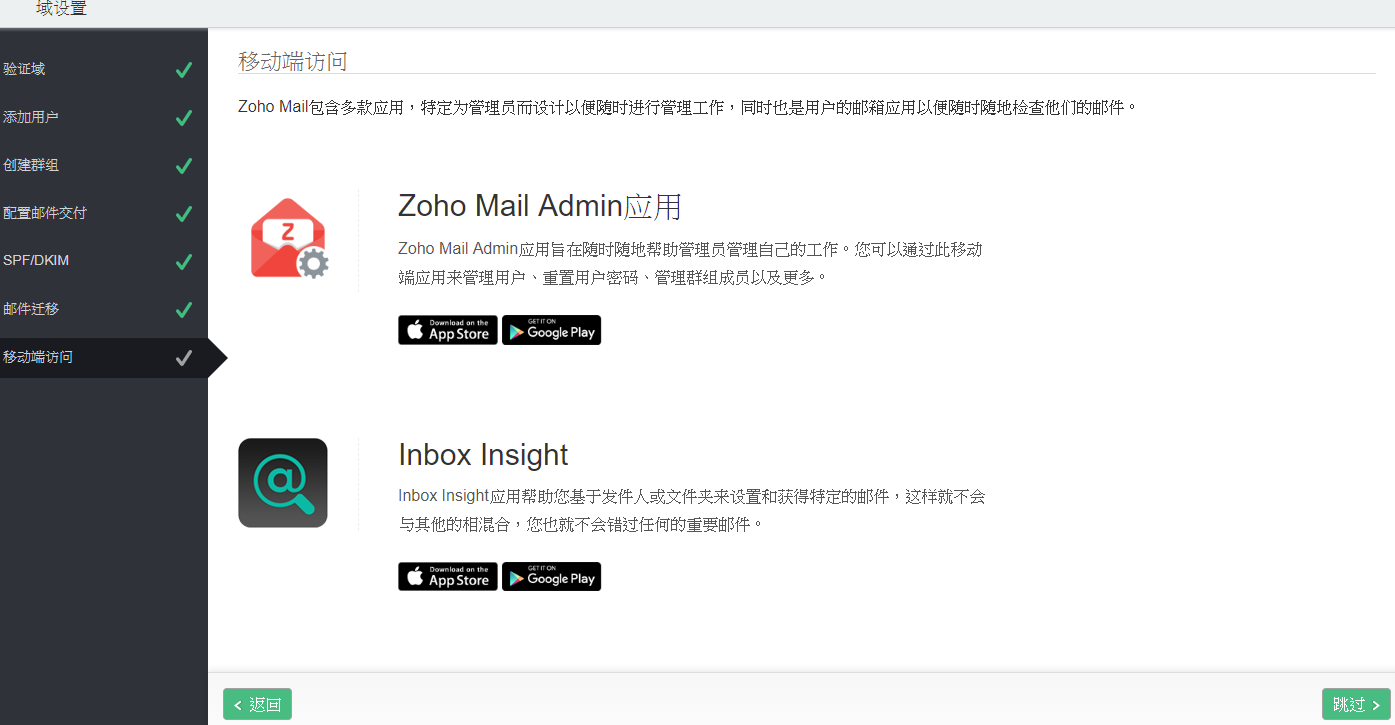 域设置
验证域
添加用户
创建群组
配置邮件交付
SPF/DKIM
邮件迁移
移动端访问
移动端访问
Zoho Mail包含多款应用，特定为管理员而设计以便随时进行管理工作，同时也是用户的邮箱应用以便随时随地检查他们的邮件。
Z
Zoho Mail Admin应用
Zoho Mail Admin应用旨在随时随地帮助管理员管理自己的工作。您可以通过此移动
端应用来管理用户、重置用户密码、管理群组成员以及更多。
Download on the
App Store
GET IT ON
Google Play
@
Inbox Insight
Inbox Insight应用帮助您基于发件人或文件夹来设置和获得特定的邮件，这样就不会
与其他的相混合，您也就不会错过任何的重要邮件。
Download on the
App Store
GET IT ON
Google Play
< 返回
跳过 >